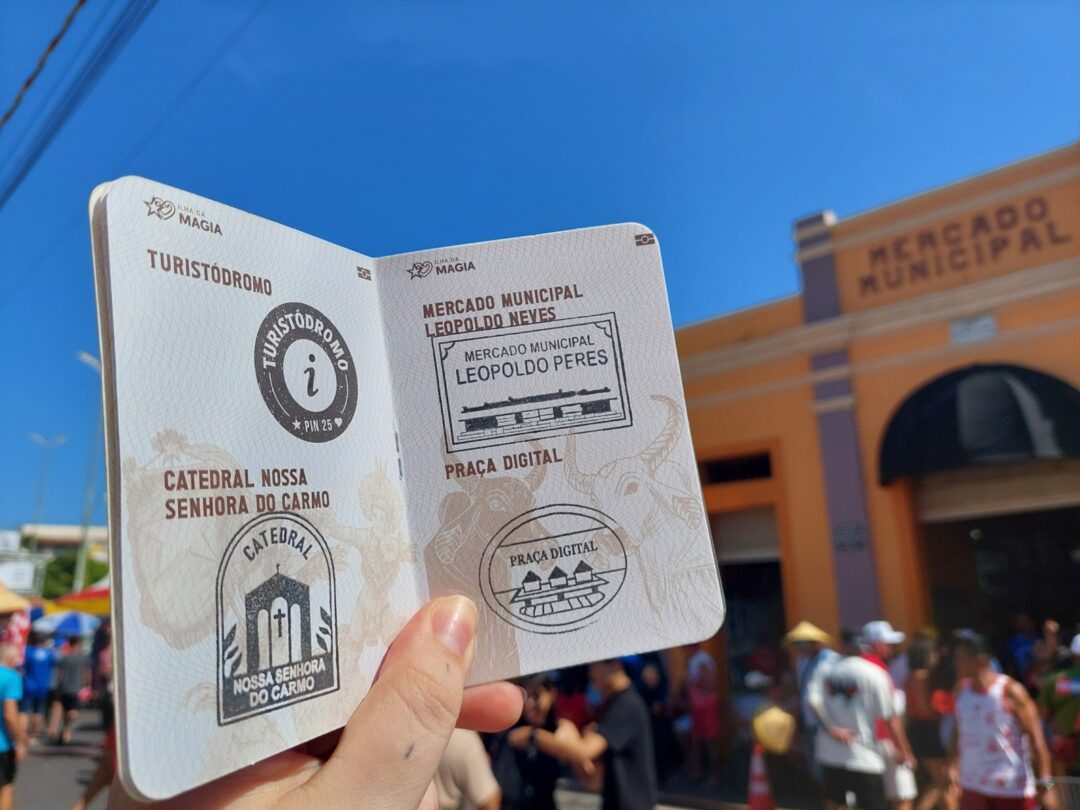 ILHA DA
MAGIA
TURISTÓDROMO
TURISTÓDROMO
i
PIN 25
CATEDRAL NOSSA
SENHORA DO CARMO
CATEDRAL
NOSSA SENHORA
DO CARMO
ILHA DA
MAGIA
MERCADO MUNICIPAL
LEOPOLDO NEVES
MERCADO MUNICIPAL
LEOPOLDO PERES
PRAÇA DIGITAL
PRAÇA DIGITAL
MERCADO
MUNICIPAL